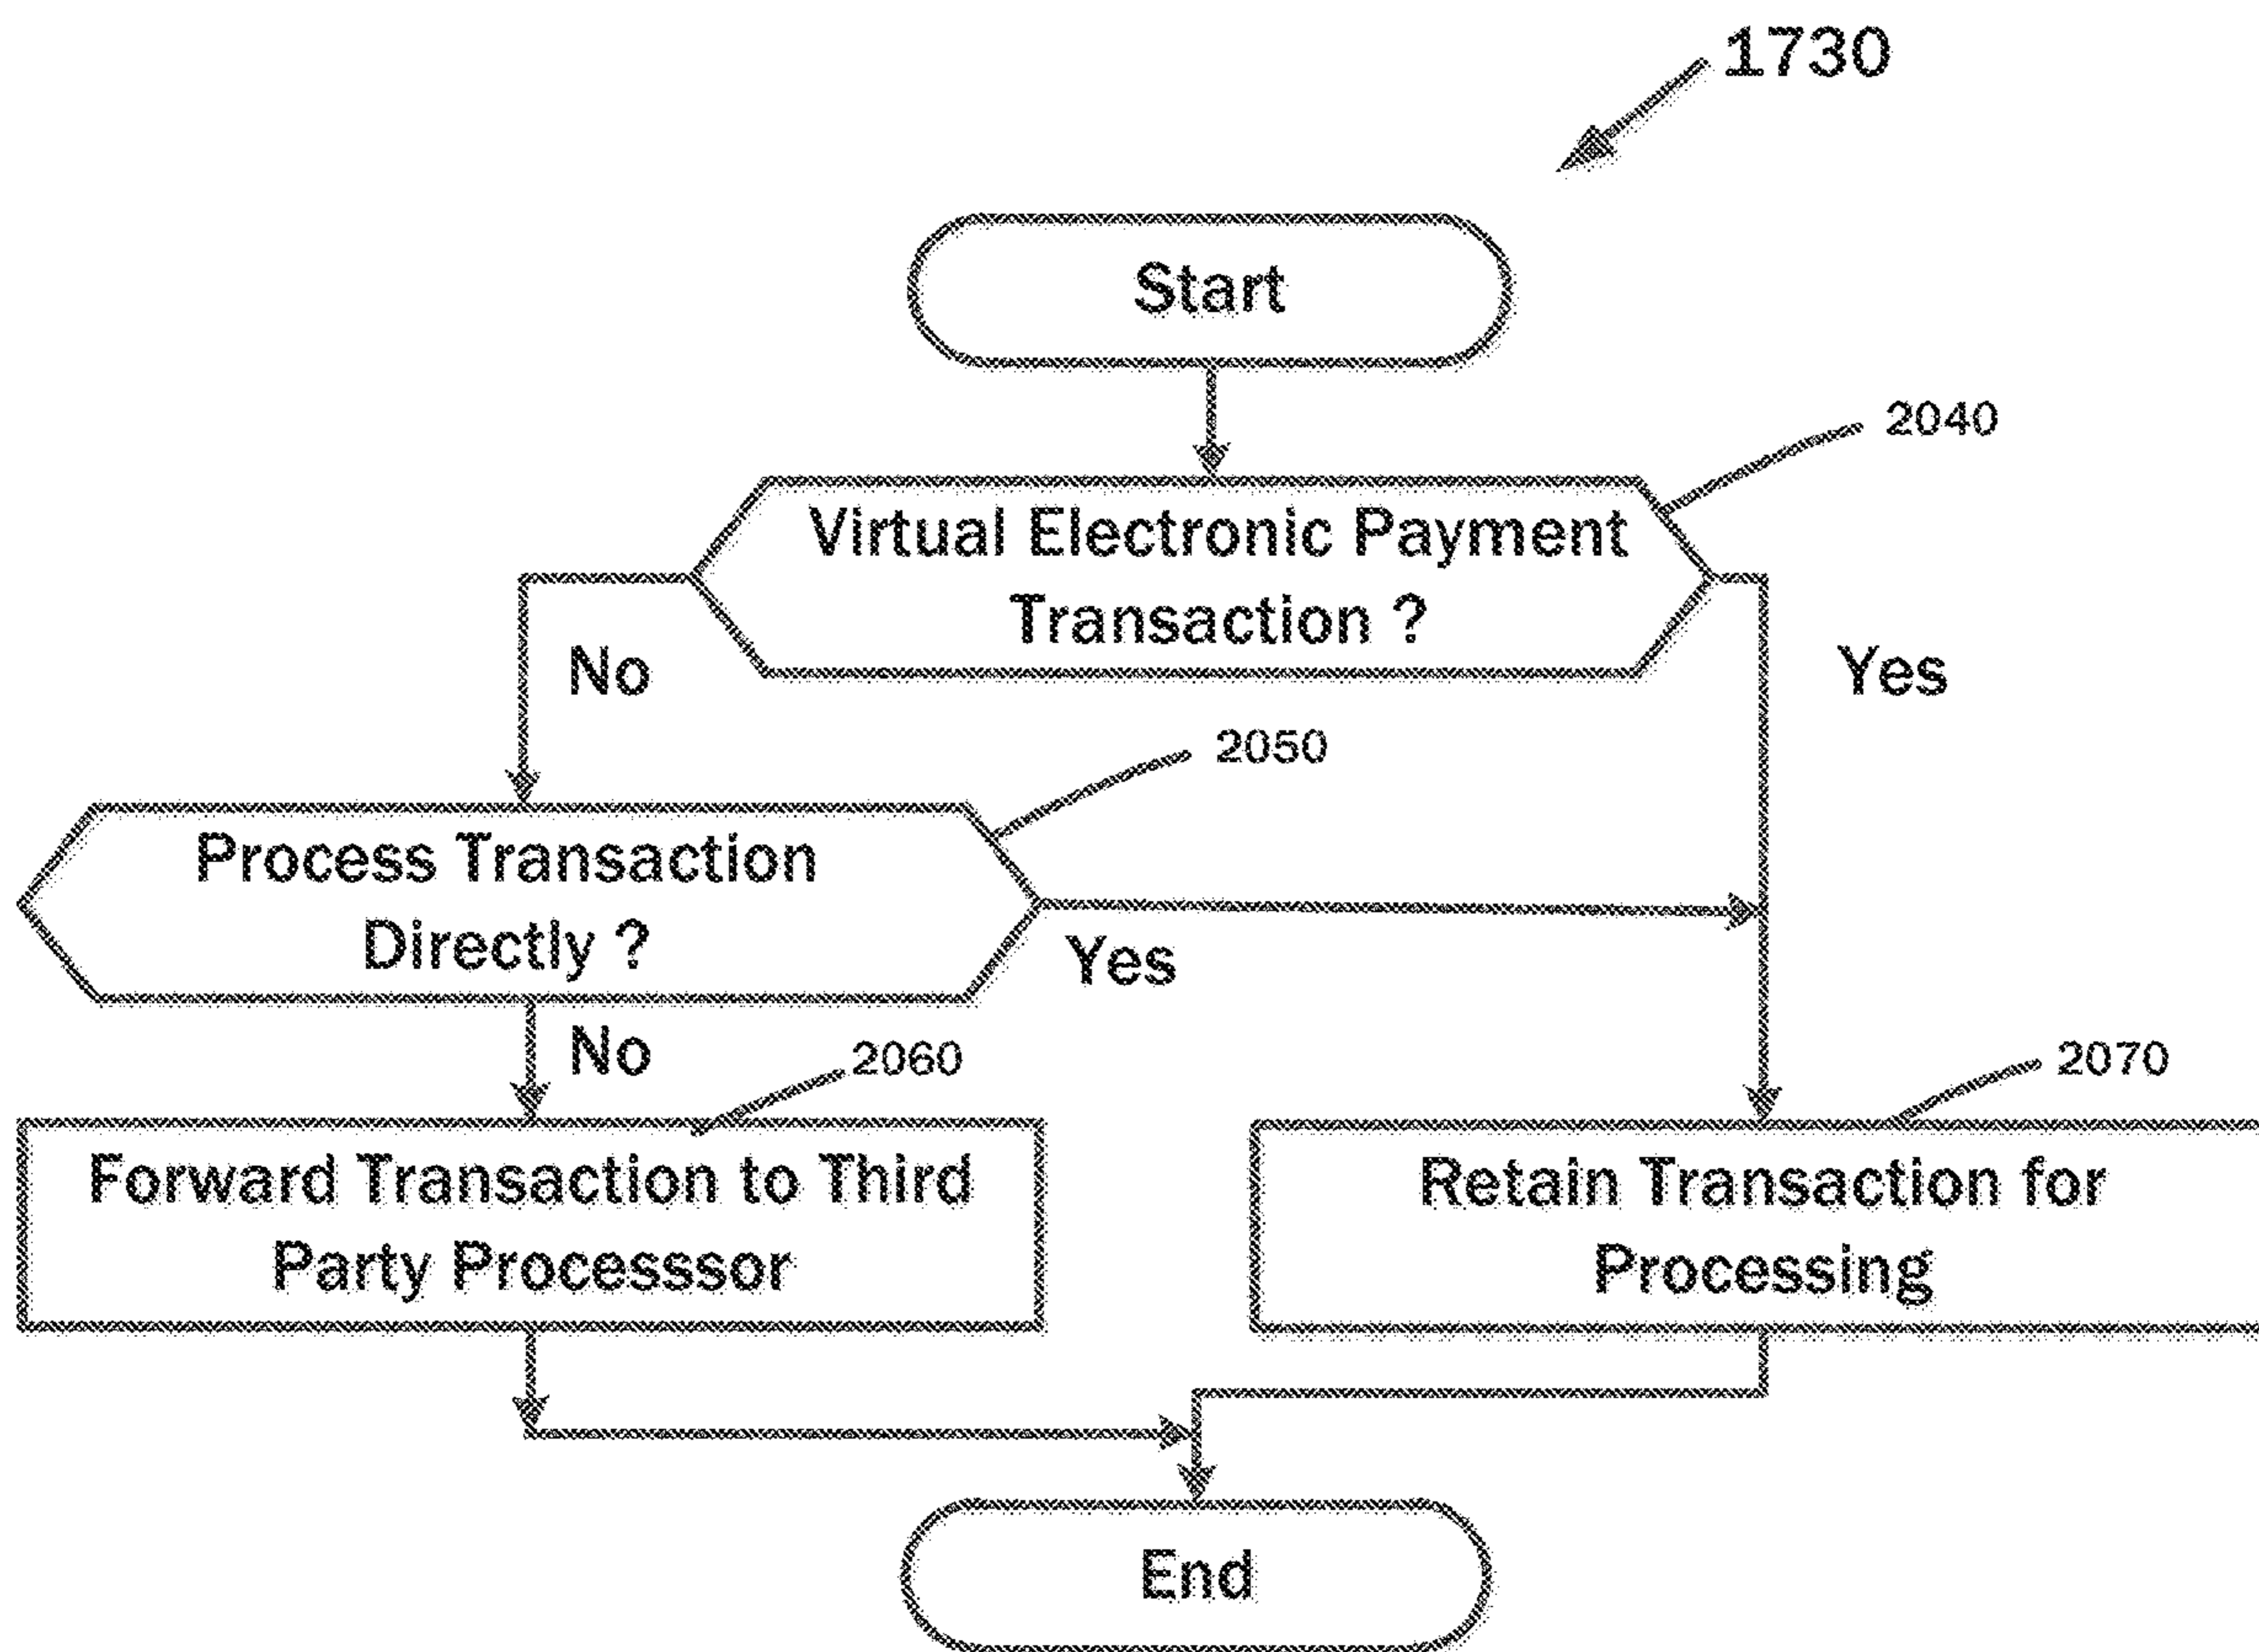 1730
Start
2040
Virtual Electronic Payment
Transaction ?
No
Yes
2050
Process Transaction
Directly ?
Yes
No
2060
2070
Forward Transaction to Third
Party Processsor
Retain Transaction for
Processing
End